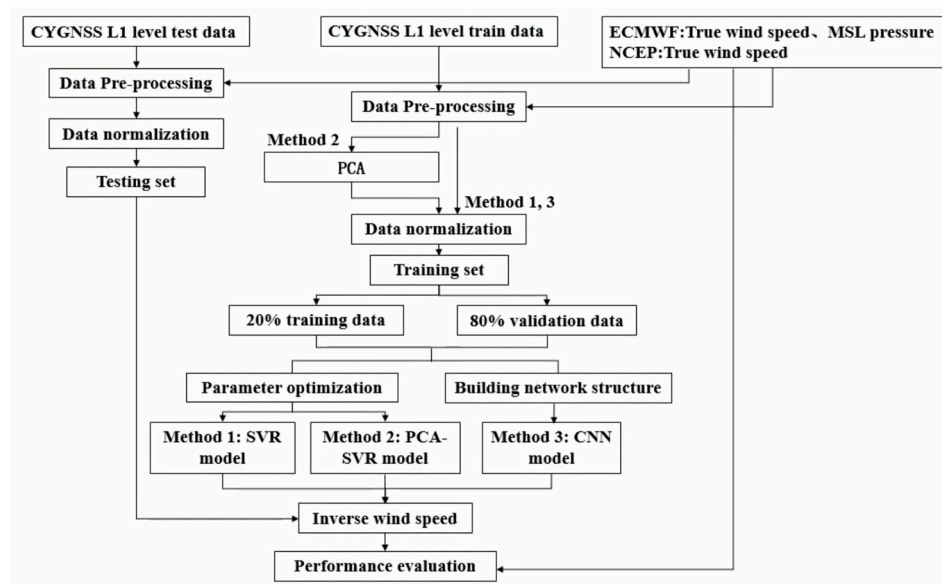 CYGNSS L1 level test data
CYGNSS L1 level train data
ECMWF:True wind speed、MSL pressure
NCEP:True wind speed
Data Pre-processing
Data Pre-processing
Data normalization
Method 2
PCA
Testing set
Method 1, 3
Data normalization
Training set
20% training data
80% validation data
Parameter optimization
Building network structure
Method 1: SVR
model
Method 2: PCA-
SVR model
Method 3: CNN
model
Inverse wind speed
Performance evaluation